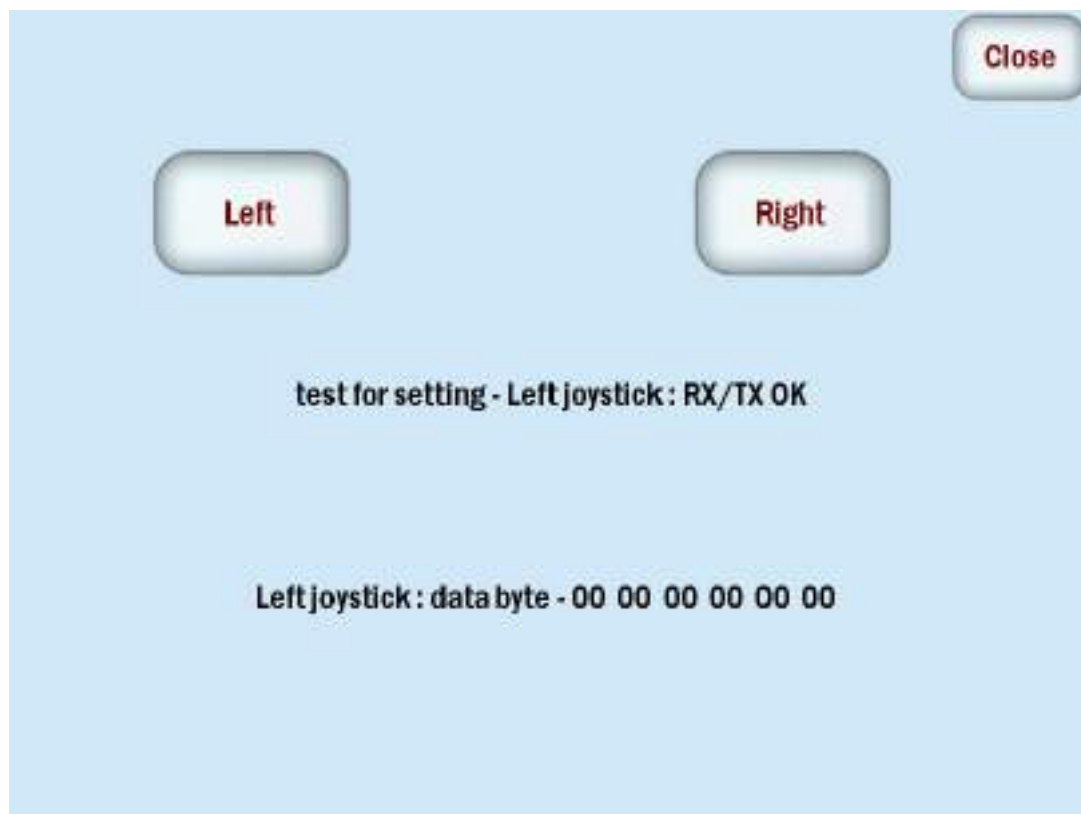 Close
Left
Right
test for setting - Left joystick : RX/TX OK
Left joystick : data byte - 00 00 00 00 00 00